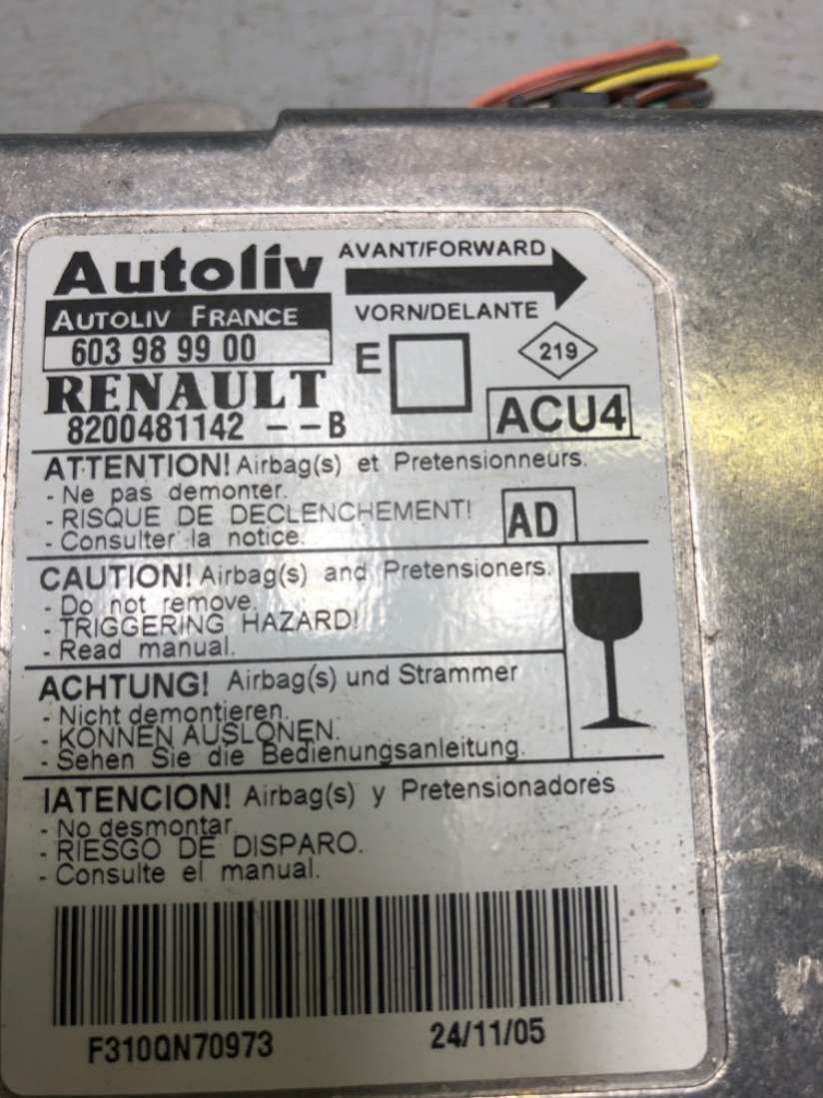 Autoliv
AVANT/FORWARD
AUTOLIV FRANCE
VORN/DELANTE
603 98 99 00
E
219
RENAULT
8200481142 --B
ACU4
ATTENTION! Airbag(s) et Pretensionneurs.
- Ne pas demonter.
- RISQUE DE DECLENCHEMENT!
- Consulter la notice.
AD
CAUTION! Airbag(s) and Pretensioners.
- Do not remove.
- TRIGGERING HAZARD!
- Read manual.
ACHTUNG! Airbag(s) und Strammer
- Nicht demontieren.
- KONNEN AUSLONEN.
- Sehen Sie die Bedienungsanleitung.
IATENCION! Airbag(s) y Pretensionadores
- No desmontar
- RIESGO DE DISPARO.
- Consulte el manual.
F310QN70973
24/11/05